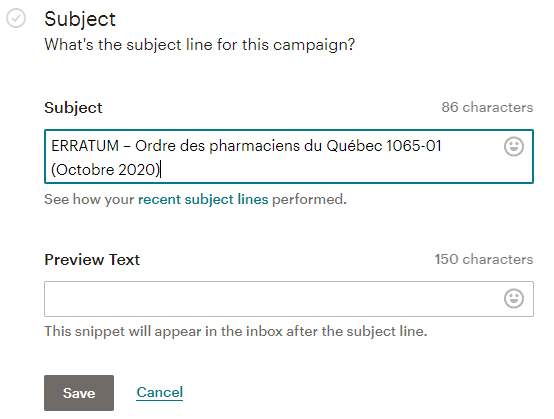 Subject
What's the subject line for this campaign?
Subject
86 characters
ERRATUM – Ordre des pharmaciens du Québec 1065-01
(Octobre 2020)
See how your recent subject lines performed.
Preview Text
150 characters
This snippet will appear in the inbox after the subject line.
Save
Cancel